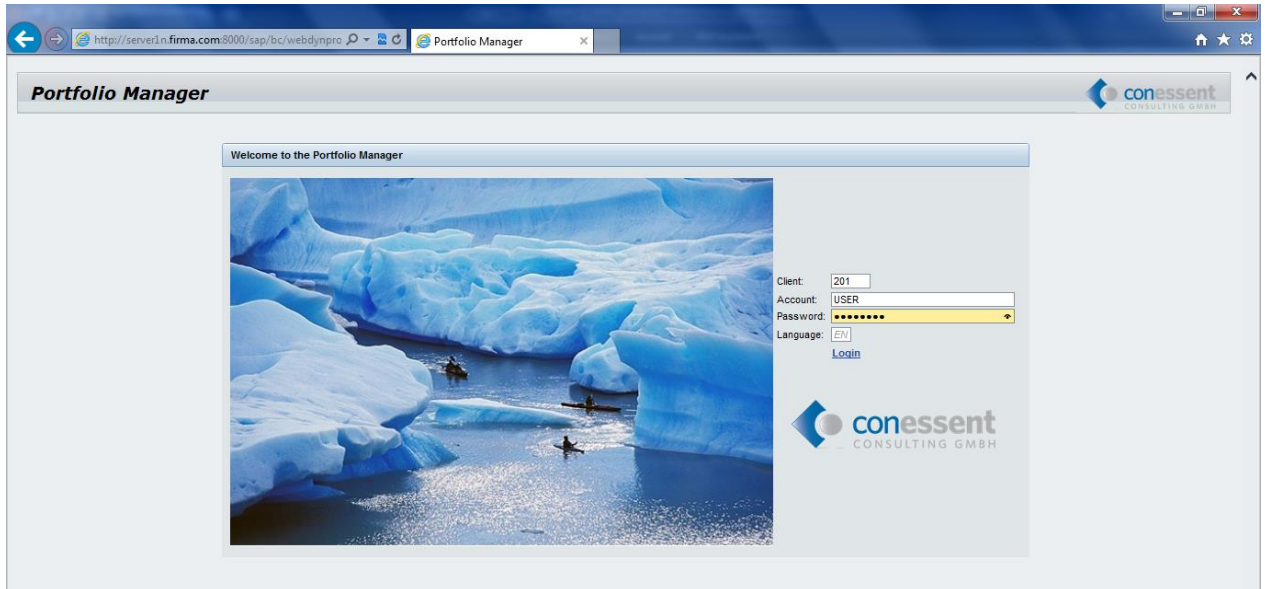 http://server1n.firma.com:8000/sap/bc/webdynpro
Portfolio Manager
Portfolio Manager
conessent
CONSULTING GMBH
Welcome to the Portfolio Manager
Client: 201
Account: USER
Password: ••••••••
Language: EN
Login
conessent
CONSULTING GMBH